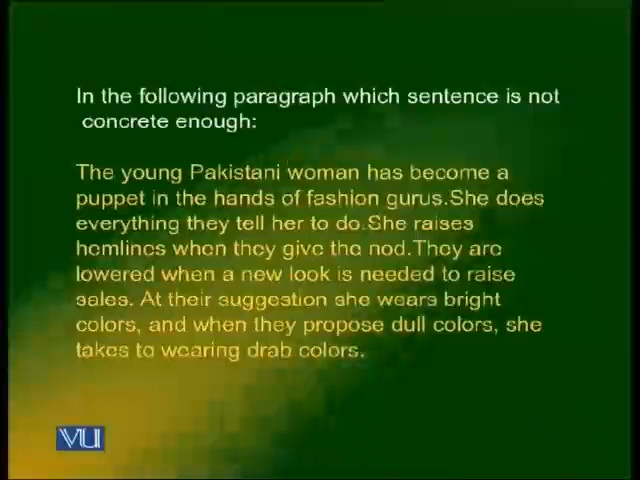 In the following paragraph which sentence is not
concrete enough:
The young Pakistani woman has become a
puppet in the hands of fashion gurus.She does
everything they tell her to do.She raises
hemlines when they give the nod.They are
lowered when a new look is needed to raise
sales. At their suggestion she wears bright
colors, and when they propose dull colors, she
takes to wearing drab colors.
VU